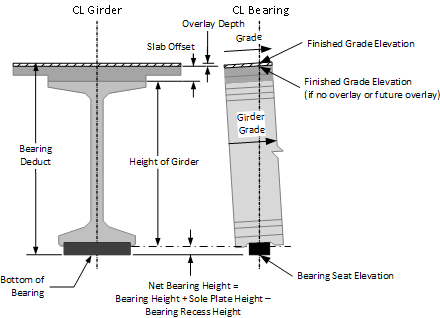 CL Girder
CL Bearing
Overlay Depth
Grade
Slab Offset
Finished Grade Elevation
Finished Grade Elevation
(if no overlay or future overlay)
Girder
Grade
Bearing
Deduct
Height of Girder
Bottom of
Bearing
Net Bearing Height =
Bearing Height + Sole Plate Height –
Bearing Recess Height
Bearing Seat Elevation